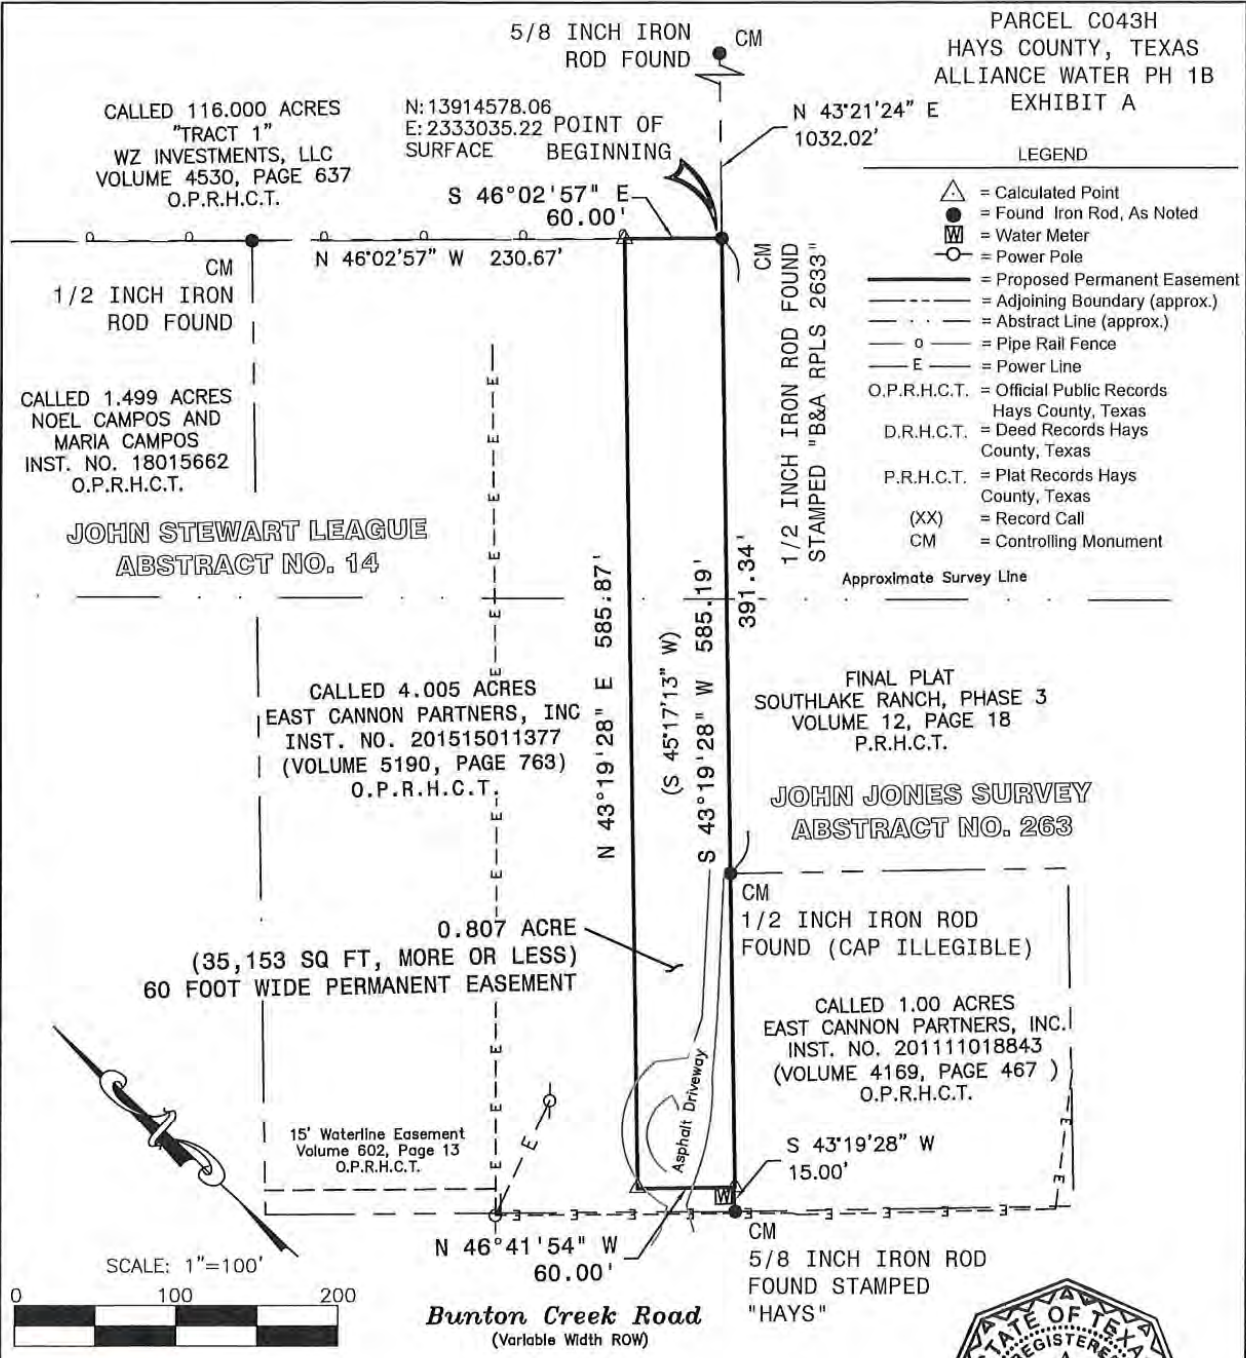 PARCEL C043H
HAYS COUNTY, TEXAS
ALLIANCE WATER PH 1B
EXHIBIT A
5/8 INCH IRON
ROD FOUND
CM
N 43°21'24" E
1032.02'
CALLED 116.000 ACRES
"TRACT 1"
WZ INVESTMENTS, LLC
VOLUME 4530, PAGE 637
O.P.R.H.C.T.
N:13914578.06
E:2333035.22
SURFACE
POINT OF
BEGINNING
S 46°02'57" E
60.00'
N 46°02'57" W 230.67'
CM
1/2 INCH IRON
ROD FOUND
CM
1/2 INCH IRON ROD FOUND
STAMPED "B&A RPLS 2633"
LEGEND
= Calculated Point
= Found Iron Rod, As Noted
W = Water Meter
= Power Pole
= Proposed Permanent Easement
= Adjoining Boundary (approx.)
= Abstract Line (approx.)
o = Pipe Rail Fence
E = Power Line
O.P.R.H.C.T. = Official Public Records
Hays County, Texas
D.R.H.C.T. = Deed Records Hays
County, Texas
P.R.H.C.T. = Plat Records Hays
County, Texas
(XX) = Record Call
CM = Controlling Monument
CALLED 1.499 ACRES
NOEL CAMPOS AND
MARIA CAMPOS
INST. NO. 18015662
O.P.R.H.C.T.
JOHN STEWART LEAGUE
ABSTRACT NO. 14
Approximate Survey Line
N 43°19'28" E 585.87'
(S 45°17'13" W)
S 43°19'28" W 585.19'
391.34'
CALLED 4.005 ACRES
EAST CANNON PARTNERS, INC
INST. NO. 201515011377
(VOLUME 5190, PAGE 763)
O.P.R.H.C.T.
FINAL PLAT
SOUTHLAKE RANCH, PHASE 3
VOLUME 12, PAGE 18
P.R.H.C.T.
JOHN JONES SURVEY
ABSTRACT NO. 263
CM
1/2 INCH IRON ROD
FOUND (CAP ILLEGIBLE)
0.807 ACRE
(35,153 SQ FT, MORE OR LESS)
60 FOOT WIDE PERMANENT EASEMENT
CALLED 1.00 ACRES
EAST CANNON PARTNERS, INC.
INST. NO. 201111018843
(VOLUME 4169, PAGE 467 )
O.P.R.H.C.T.
Asphalt Driveway
15' Waterline Easement
Volume 602, Page 13
O.P.R.H.C.T.
S 43°19'28" W
15.00'
W
N 46°41'54" W
60.00'
CM
5/8 INCH IRON ROD
FOUND STAMPED
"HAYS"
SCALE: 1"=100'
0 100 200
Bunton Creek Road
(Variable Width ROW)
STATE OF TEXA
REGISTERE